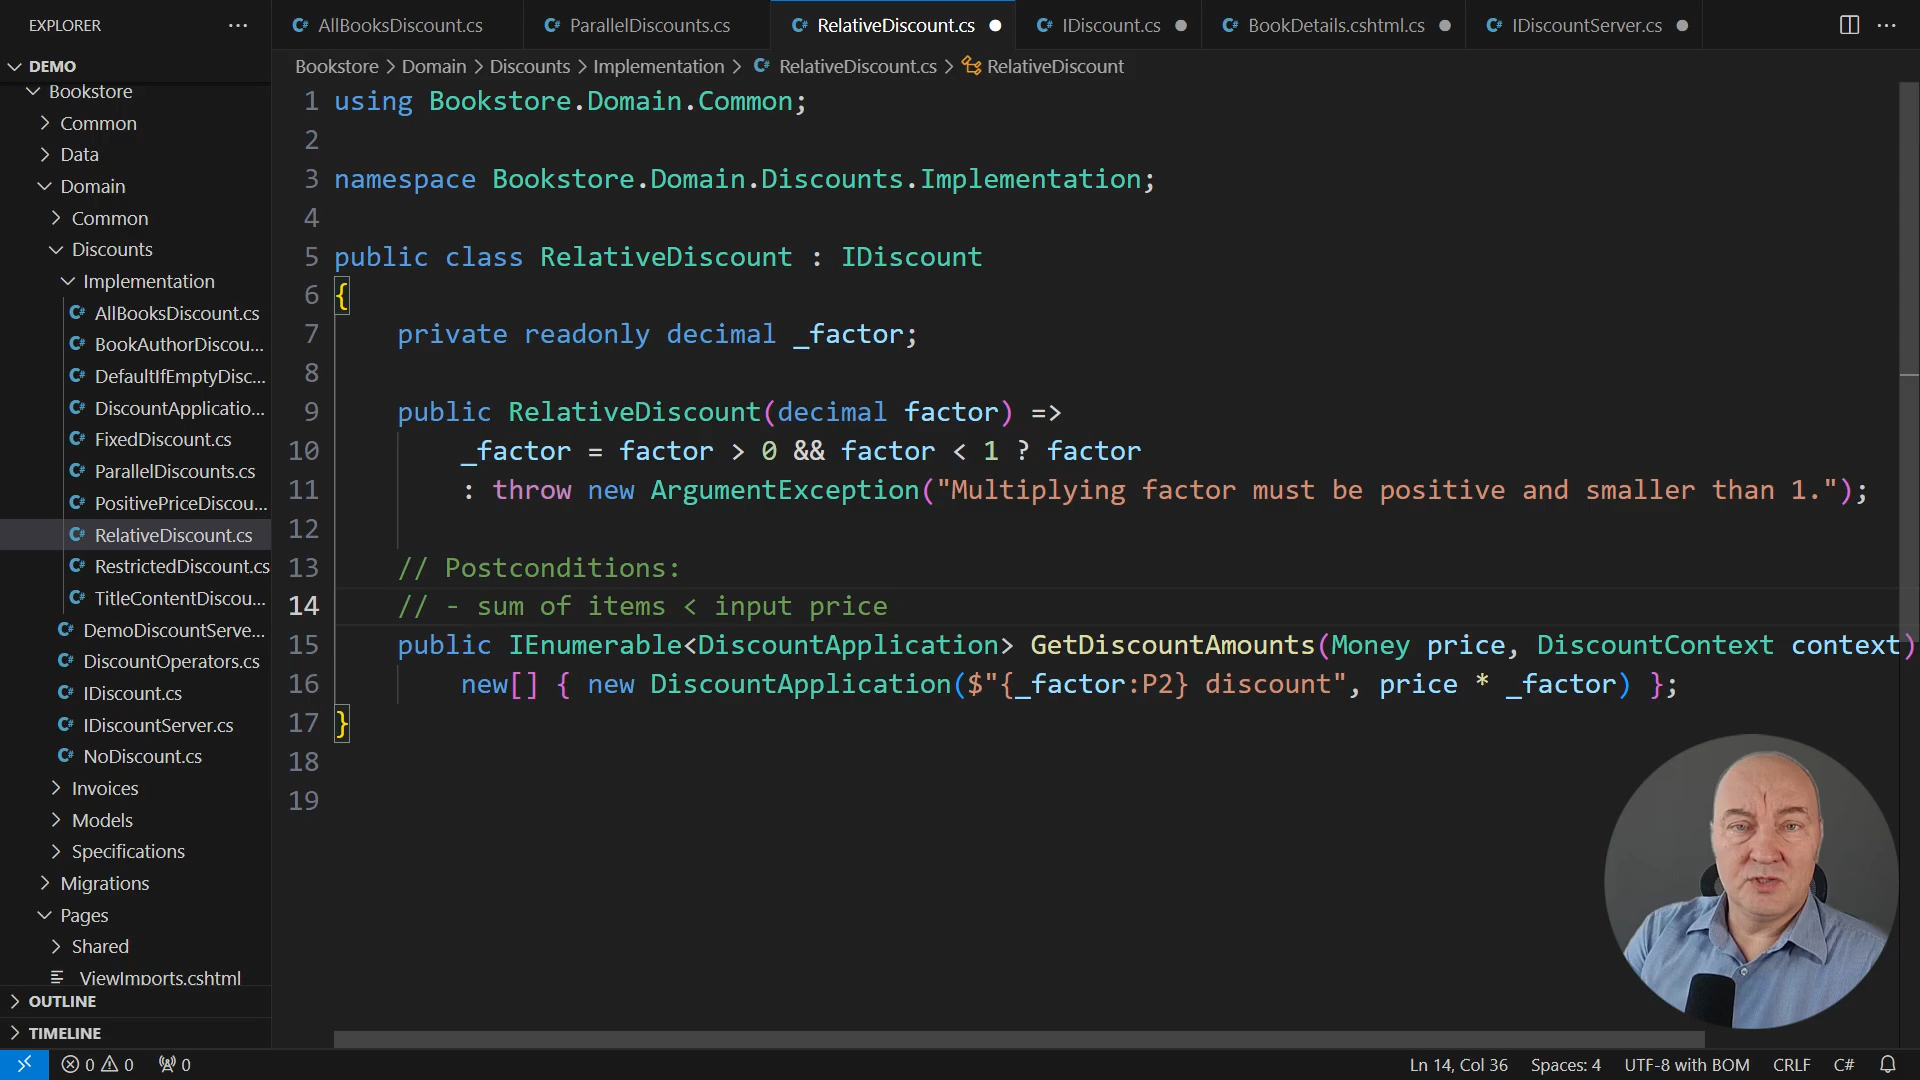 EXPLORER
AllBooksDiscount.cs
ParallelDiscounts.cs
RelativeDiscount.cs
IDiscount.cs
BookDetails.cshtml.cs
IDiscountServer.cs
DEMO
Bookstore
Common
Data
Domain
Common
Discounts
Implementation
AllBooksDiscount.cs
BookAuthorDiscou...
DefaultIfEmptyDisc...
DiscountApplicatio...
FixedDiscount.cs
ParallelDiscounts.cs
PositivePriceDiscou...
RelativeDiscount.cs
RestrictedDiscount.cs
TitleContentDiscou...
DemoDiscountServe...
DiscountOperators.cs
IDiscount.cs
IDiscountServer.cs
NoDiscount.cs
Invoices
Models
Specifications
Migrations
Pages
Shared
ViewImports.cshtml
OUTLINE
TIMELINE
Bookstore > Domain > Discounts > Implementation > RelativeDiscount.cs > RelativeDiscount
1 using Bookstore.Domain.Common;
2
3 namespace Bookstore.Domain.Discounts.Implementation;
4
5 public class RelativeDiscount : IDiscount
6 {
7 private readonly decimal _factor;
8
9 public RelativeDiscount(decimal factor) =>
10 _factor = factor > 0 && factor < 1 ? factor
11 : throw new ArgumentException("Multiplying factor must be positive and smaller than 1.");
12
13 // Postconditions:
14 // - sum of items < input price
15 public IEnumerable<DiscountApplication> GetDiscountAmounts(Money price, DiscountContext context)
16 new[] { new DiscountApplication($"{_factor:P2} discount", price * _factor) };
17 }
18
19
0 0 0
Ln 14, Col 36 Spaces: 4 UTF-8 with BOM CRLF C#